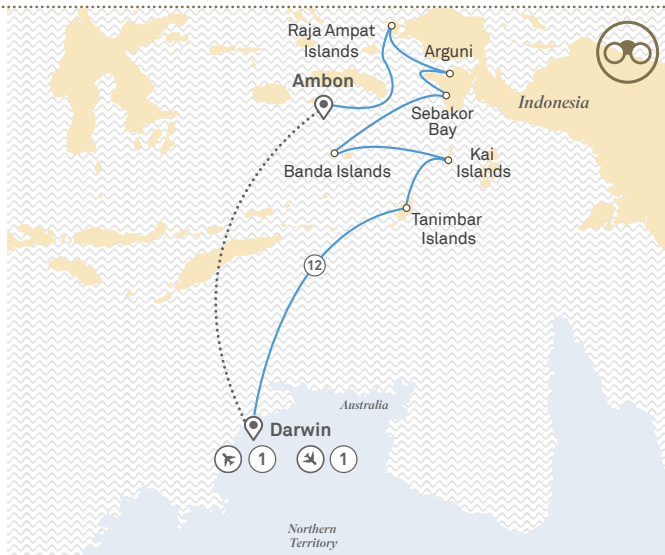 Raja Ampat
Islands
Arguni
Ambon
Indonesia
Sebakor
Bay
Banda Islands
Kai
Islands
Tanimbar
Islands
12
Australia
Darwin
1
1
Northern
Territory